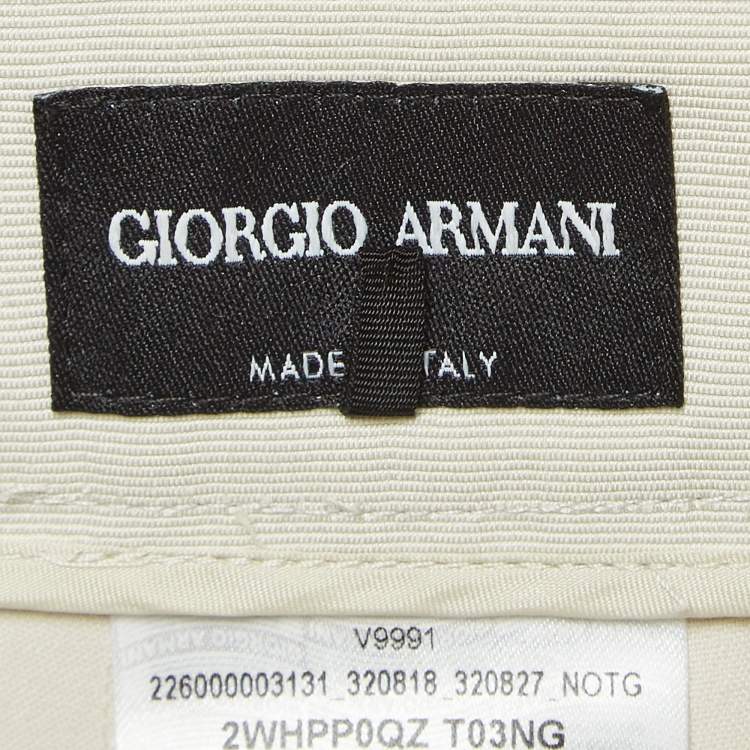 GIORGIO ARMANI
MADE ITALY
V9991
226000003131_320818_320827_NOTG
2WHPP0QZ T03NG